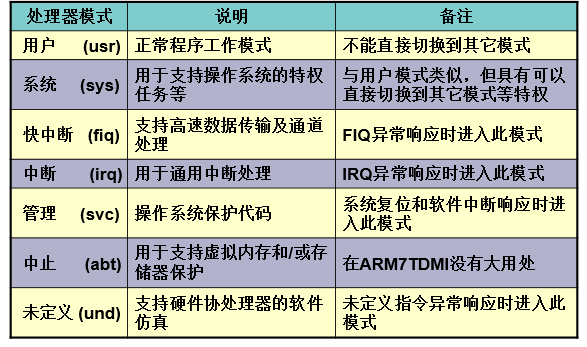 处理器模式 说明 备注
用户 (usr) 正常程序工作模式 不能直接切换到其它模式
系统 (sys) 用于支持操作系统的特权
任务等
与用户模式类似，但具有可以
直接切换到其它模式等特权
快中断 (fiq) 支持高速数据传输及通道
处理
FIQ异常响应时进入此模式
中断 (irq) 用于通用中断处理 IRQ异常响应时进入此模式
管理 (svc) 操作系统保护代码
系统复位和软件中断响应时进
入此模式
中止 (abt) 用于支持虚拟内存和/或存
储器保护
在ARM7TDMI没有大用处
未定义 (und) 支持硬件协处理器的软件
仿真
未定义指令异常响应时进入此
模式